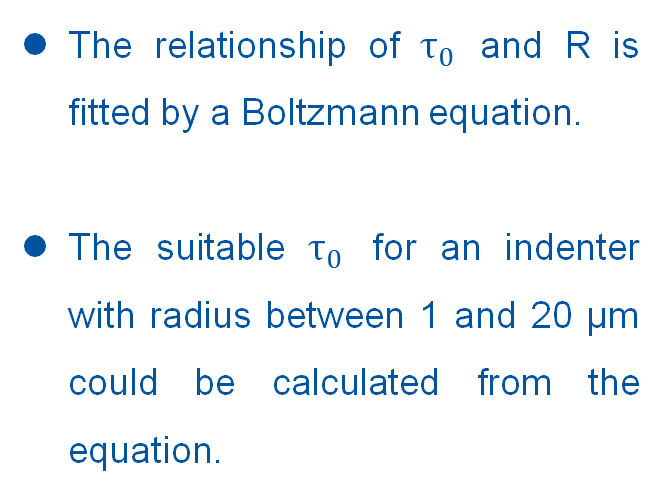 ● The relationship of τ₀ and R is
fitted by a Boltzmann equation.
● The suitable τ₀ for an indenter
with radius between 1 and 20 μm
could be calculated from the
equation.